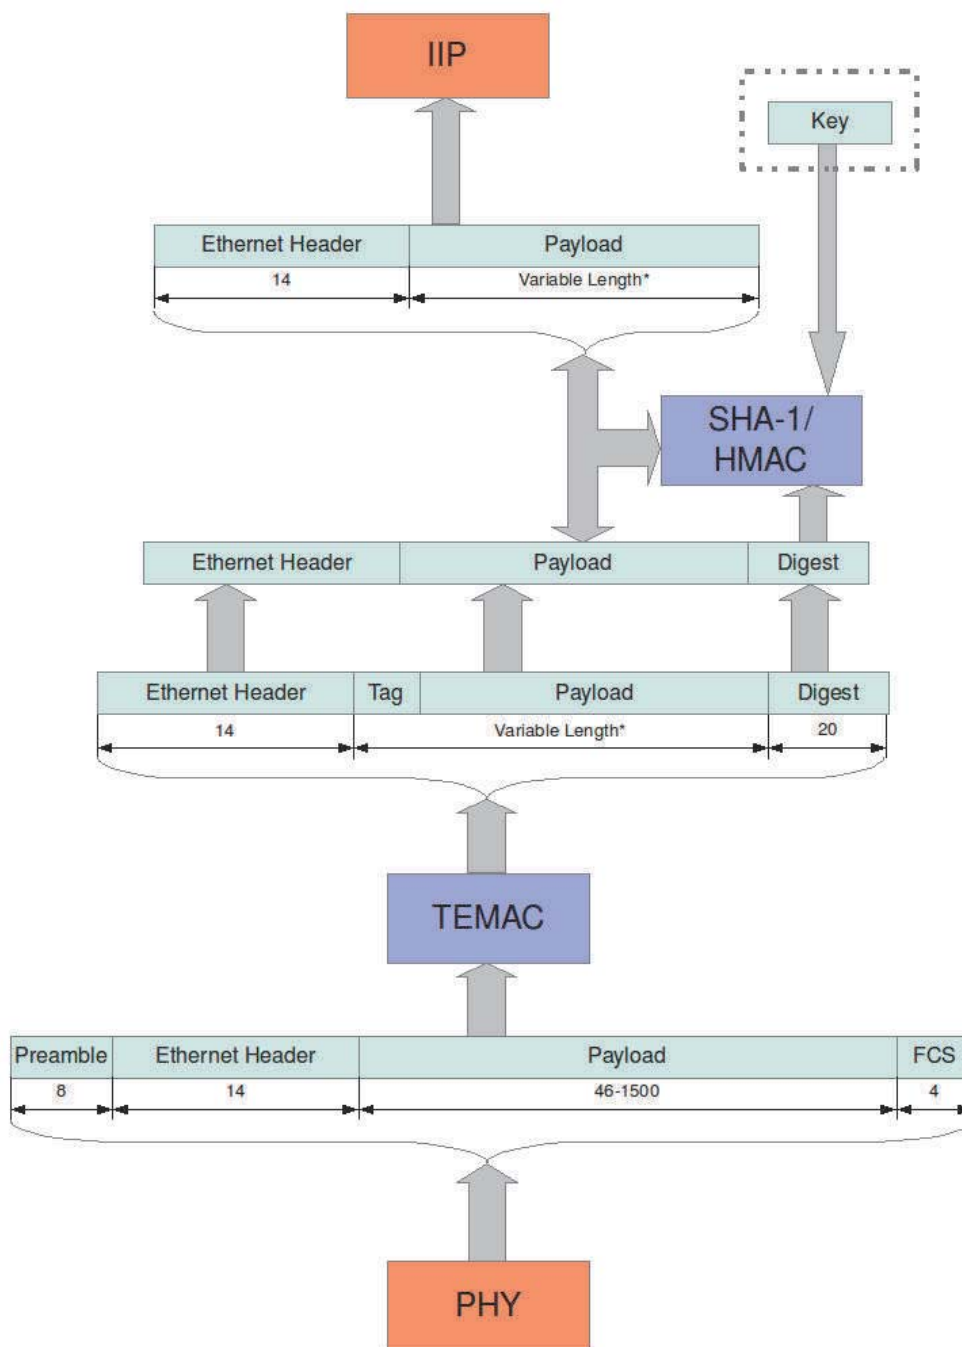 IIP
Key
Ethernet Header Payload
14 Variable Length*
SHA-1/
HMAC
Ethernet Header Payload Digest
Ethernet Header Tag Payload Digest
14 Variable Length* 20
TEMAC
Preamble Ethernet Header Payload FCS
8 14 46-1500 4
PHY